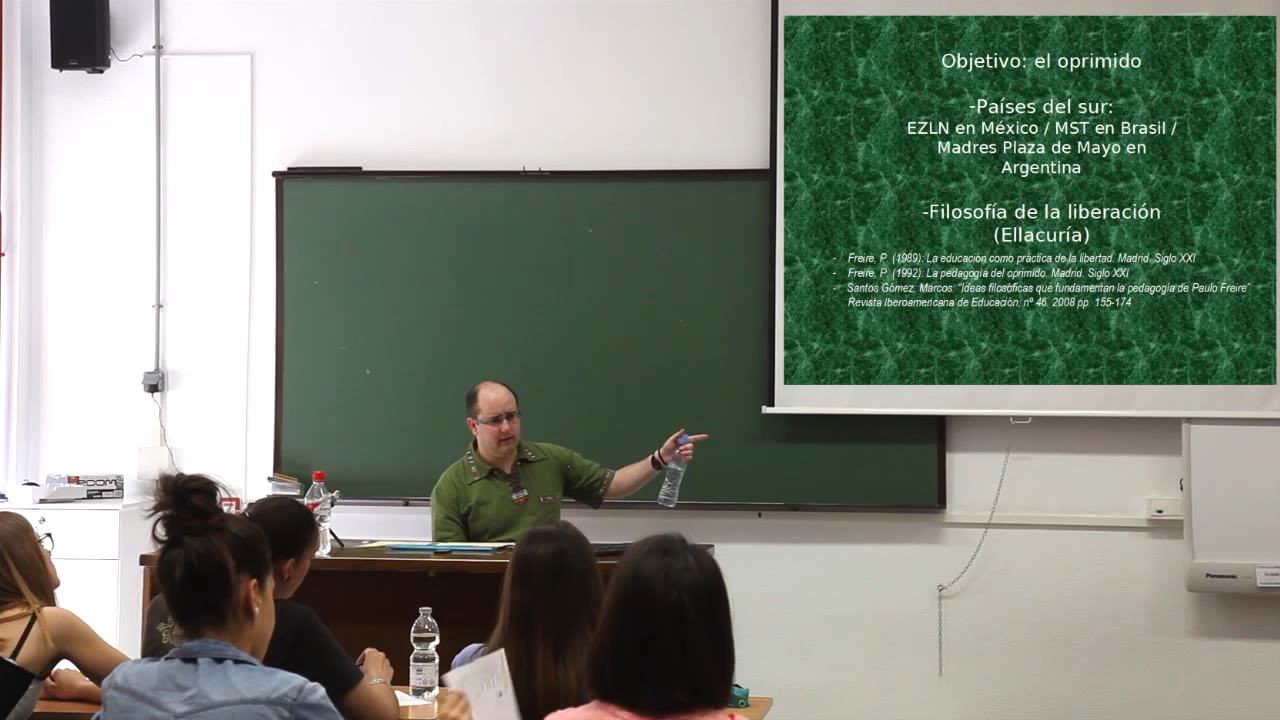 Objetivo: el oprimido
-Países del sur:
EZLN en México / MST en Brasil /
Madres Plaza de Mayo en
Argentina
-Filosofía de la liberación
(Ellacuría)
- Freire, P. (1989): La educación como práctica de la libertad. Madrid. Siglo XXI
- Freire, P. (1992): La pedagogía del oprimido. Madrid. Siglo XXI
- Santos Gómez, Marcos: "Ideas filosóficas que fundamentan la pedagogía de Paulo Freire"
Revista Iberoamericana de Educación, nº 46. 2008 pp. 155-174
ZOOM
Panasonic